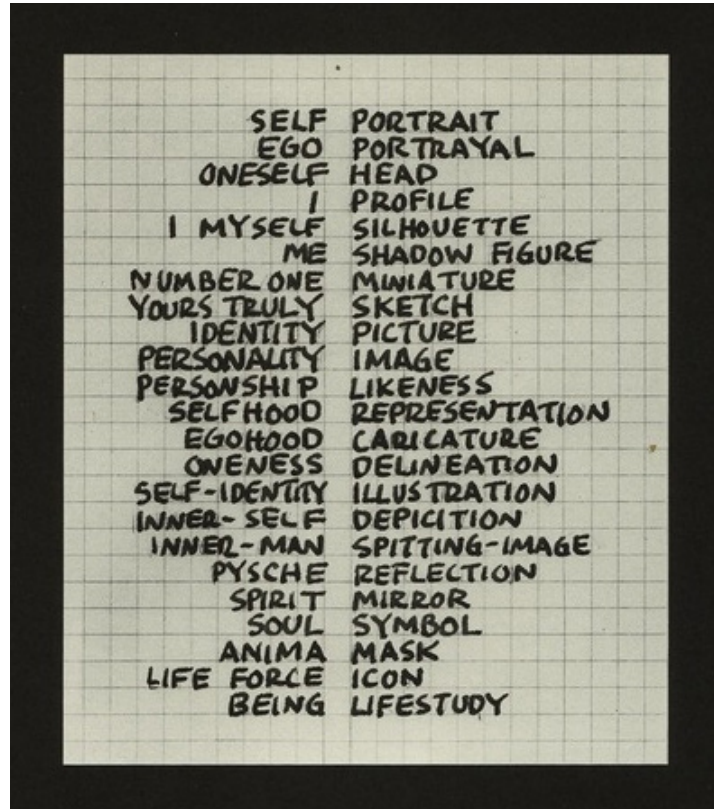 SELF PORTRAIT
EGO PORTRAYAL
ONESELF HEAD
I PROFILE
I MYSELF SILHOUETTE
ME SHADOW FIGURE
NUMBER ONE MINIATURE
YOURS TRULY SKETCH
IDENTITY PICTURE
PERSONALITY IMAGE
PERSONSHIP LIKENESS
SELFHOOD REPRESENTATION
EGOHOOD CARICATURE
ONENESS DELINEATION
SELF-IDENTITY ILLUSTRATION
INNER-SELF DEPICITION
INNER-MAN SPITTING-IMAGE
PYSCHE REFLECTION
SPIRIT MIRROR
SOUL SYMBOL
ANIMA MASK
LIFE FORCE ICON
BEING LIFESTUDY